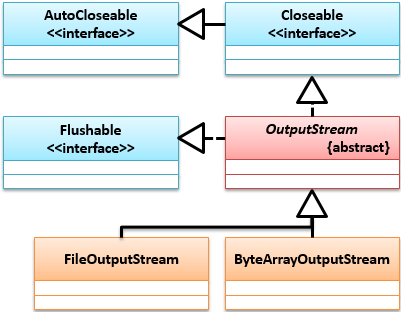 AutoCloseable
<<interface>>
Closeable
<<interface>>
Flushable
<<interface>>
OutputStream
{abstract}
FileOutputStream
ByteArrayOutputStream